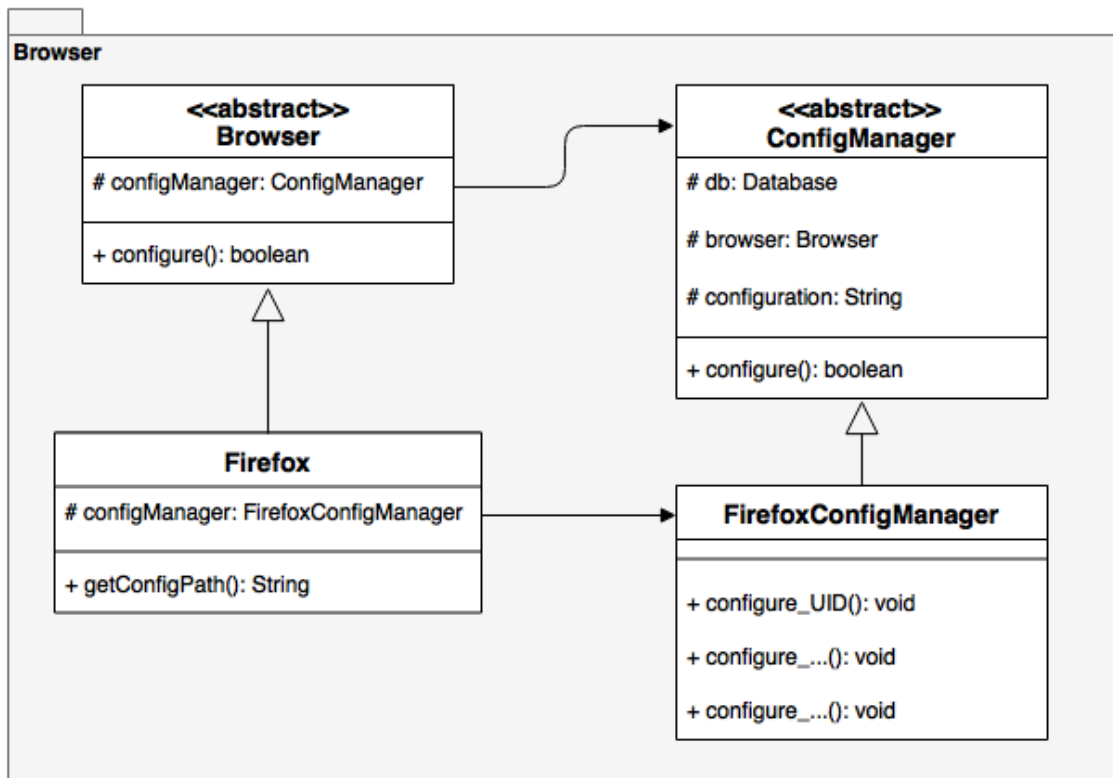 Browser
<<abstract>>
Browser
# configManager: ConfigManager
+ configure(): boolean
<<abstract>>
ConfigManager
# db: Database
# browser: Browser
# configuration: String
+ configure(): boolean
Firefox
# configManager: FirefoxConfigManager
+ getConfigPath(): String
FirefoxConfigManager
+ configure_UID(): void
+ configure_...(): void
+ configure_...(): void